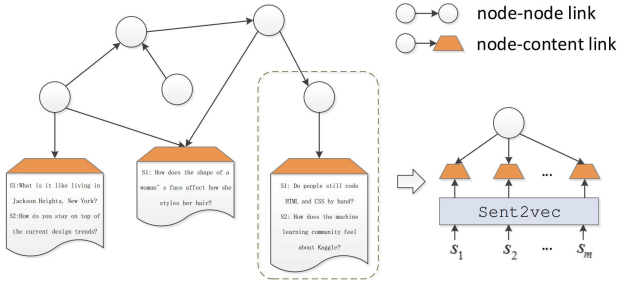 node-node link
node-content link
S1:What is it like living in
Jackson Heights, New York?
S2:How do you stay on top of
the current design trends?
S1: How does the shape of a
woman's face affect how she
styles her hair?
S1: Do people still code
HTML and CSS by hand?
S2: How does the machine
learning community feel
about Kaggle?
...
Sent2vec
s1 s2 ... sm